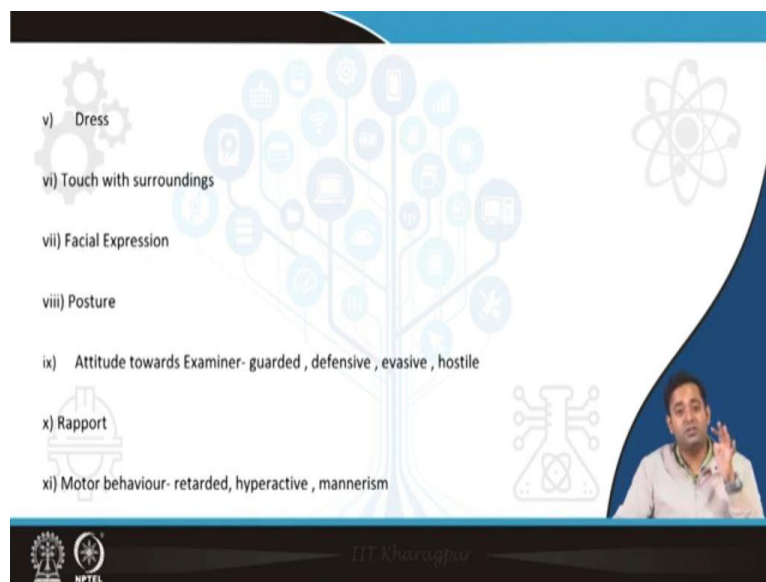 v) Dress
vi) Touch with surroundings
vii) Facial Expression
viii) Posture
ix) Attitude towards Examiner- guarded , defensive , evasive , hostile
x) Rapport
xi) Motor behaviour- retarded, hyperactive , mannerism
IIT Kharagpur
NPTEL